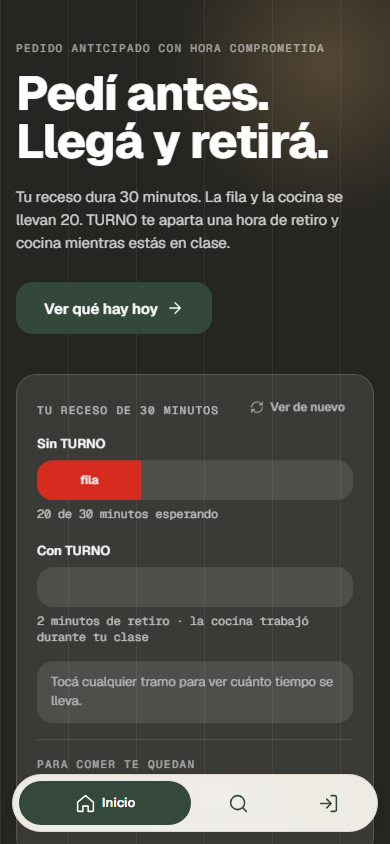 PEDIDO ANTICIPADO CON HORA COMPROMETIDA
Pedí antes.
Llegá y retirá.
Tu receso dura 30 minutos. La fila y la cocina se
llevan 20. TURNO te aparta una hora de retiro y
cocina mientras estás en clase.
Ver qué hay hoy
TU RECESO DE 30 MINUTOS
Ver de nuevo
Sin TURNO
fila
20 de 30 minutos esperando
Con TURNO
2 minutos de retiro · la cocina trabajó
durante tu clase
Tocá cualquier tramo para ver cuánto tiempo se
lleva.
PARA COMER TE QUEDAN
Inicio